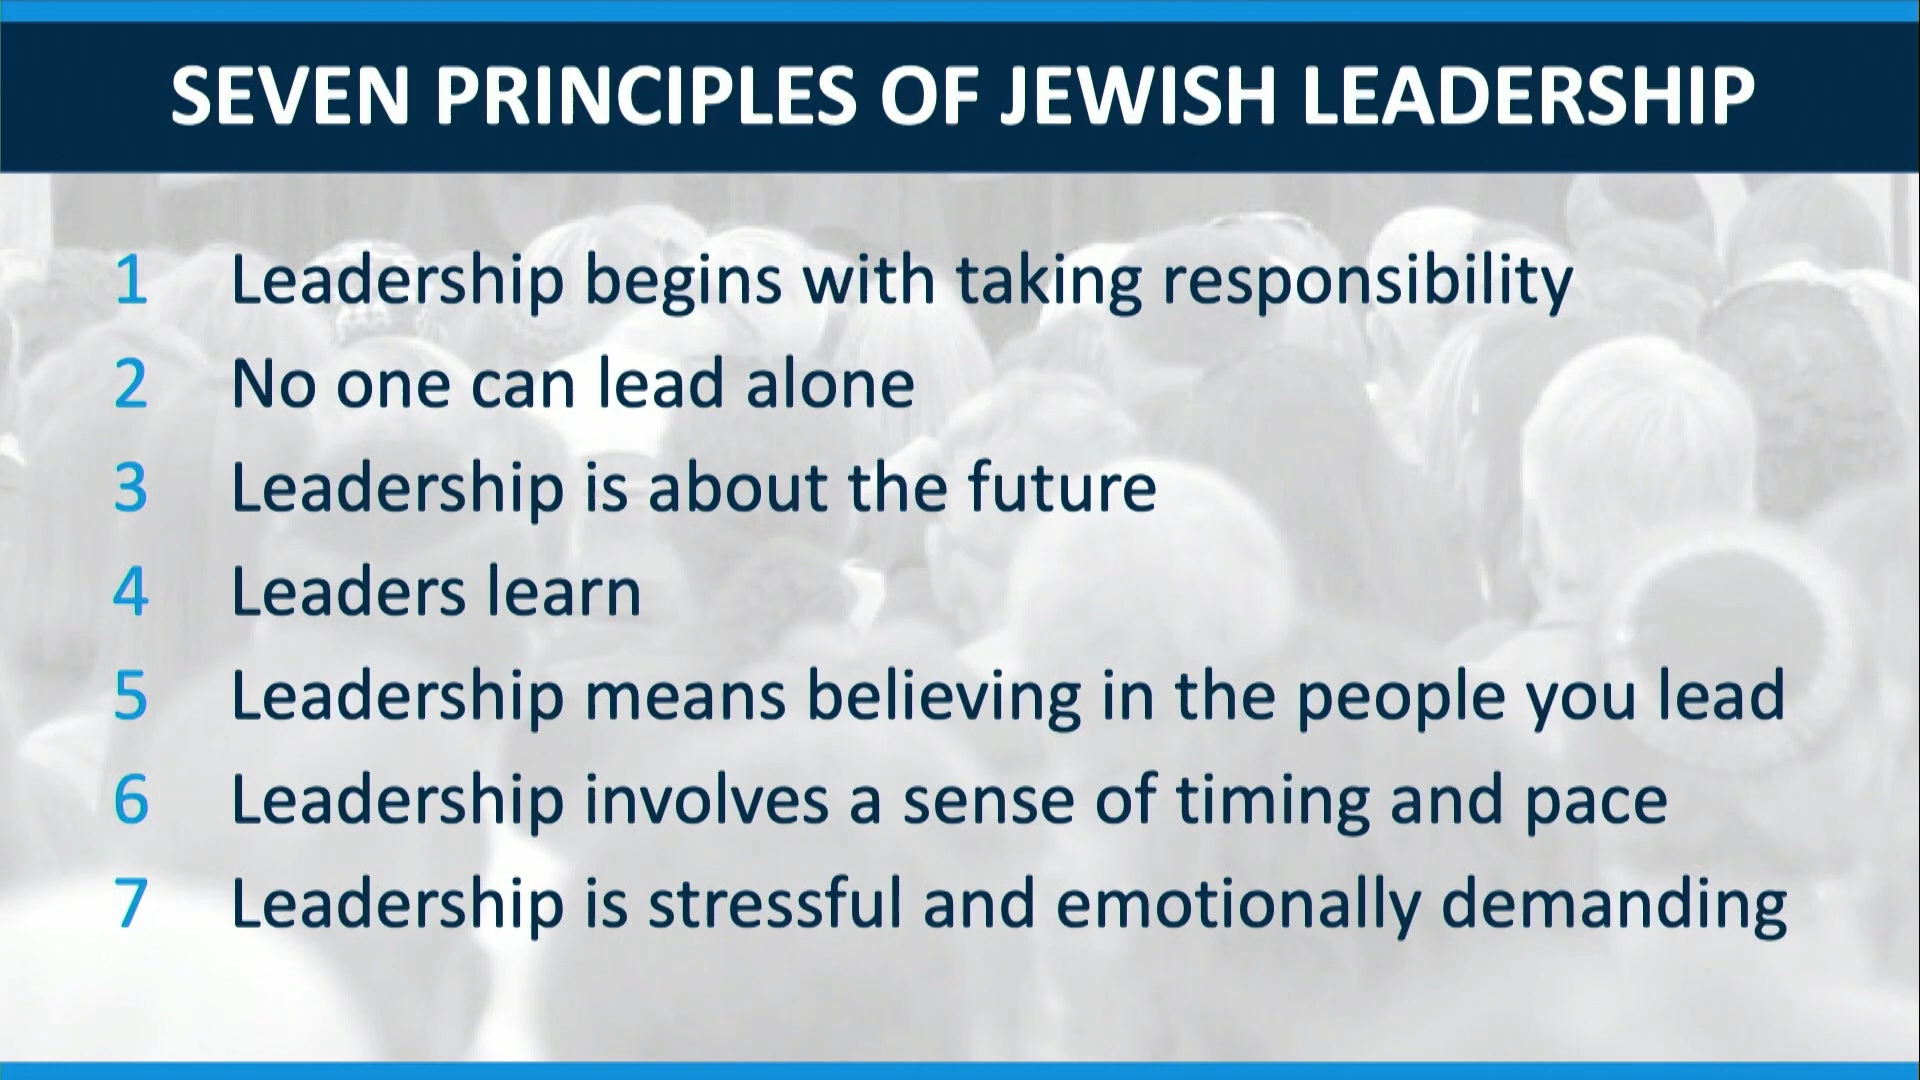 SEVEN PRINCIPLES OF JEWISH LEADERSHIP
1 Leadership begins with taking responsibility
2 No one can lead alone
3 Leadership is about the future
4 Leaders learn
5 Leadership means believing in the people you lead
6 Leadership involves a sense of timing and pace
7 Leadership is stressful and emotionally demanding